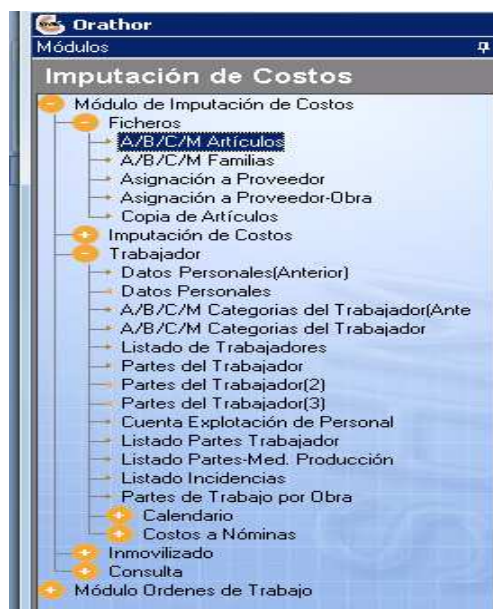 Orathor
Módulos
Imputación de Costos
Módulo de Imputación de Costos
Ficheros
A/B/C/M Artículos
A/B/C/M Familias
Asignación a Proveedor
Asignación a Proveedor-Obra
Copia de Artículos
Imputación de Costos
Trabajador
Datos Personales(Anterior)
Datos Personales
A/B/C/M Categorias del Trabajador(Ante
A/B/C/M Categorias del Trabajador
Listado de Trabajadores
Partes del Trabajador
Partes del Trabajador(2)
Partes del Trabajador(3)
Cuenta Explotación de Personal
Listado Partes Trabajador
Listado Partes-Med. Producción
Listado Incidencias
Partes de Trabajo por Obra
Calendario
Costos a Nóminas
Inmovilizado
Consulta
Módulo Ordenes de Trabajo